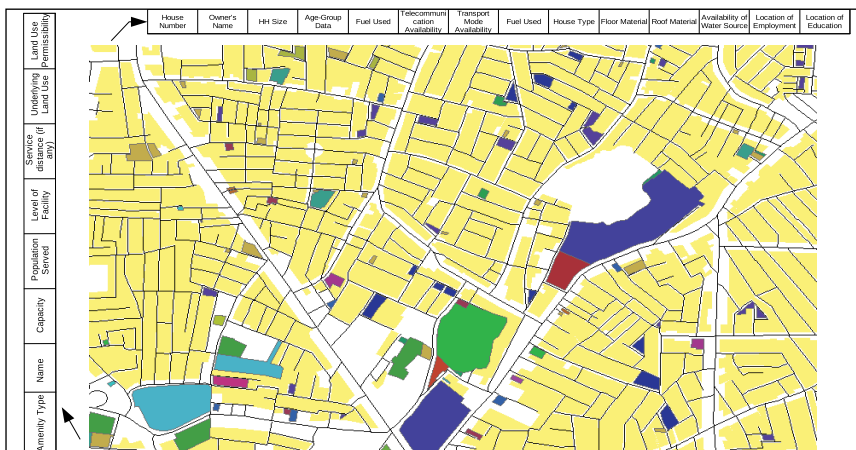 House
Number
Owner's
Name
HH Size
Age-Group
Data
Fuel Used
Telecommuni
cation
Availability
Transport
Mode
Availability
Fuel Used
House Type
Floor Material
Roof Material
Availability of
Water Source
Location of
Employment
Location of
Education
Land Use
Permissibility
Underlying
Land Use
Service
distance (if
any)
Level of
Facility
Population
Served
Capacity
Name
Amenity Type